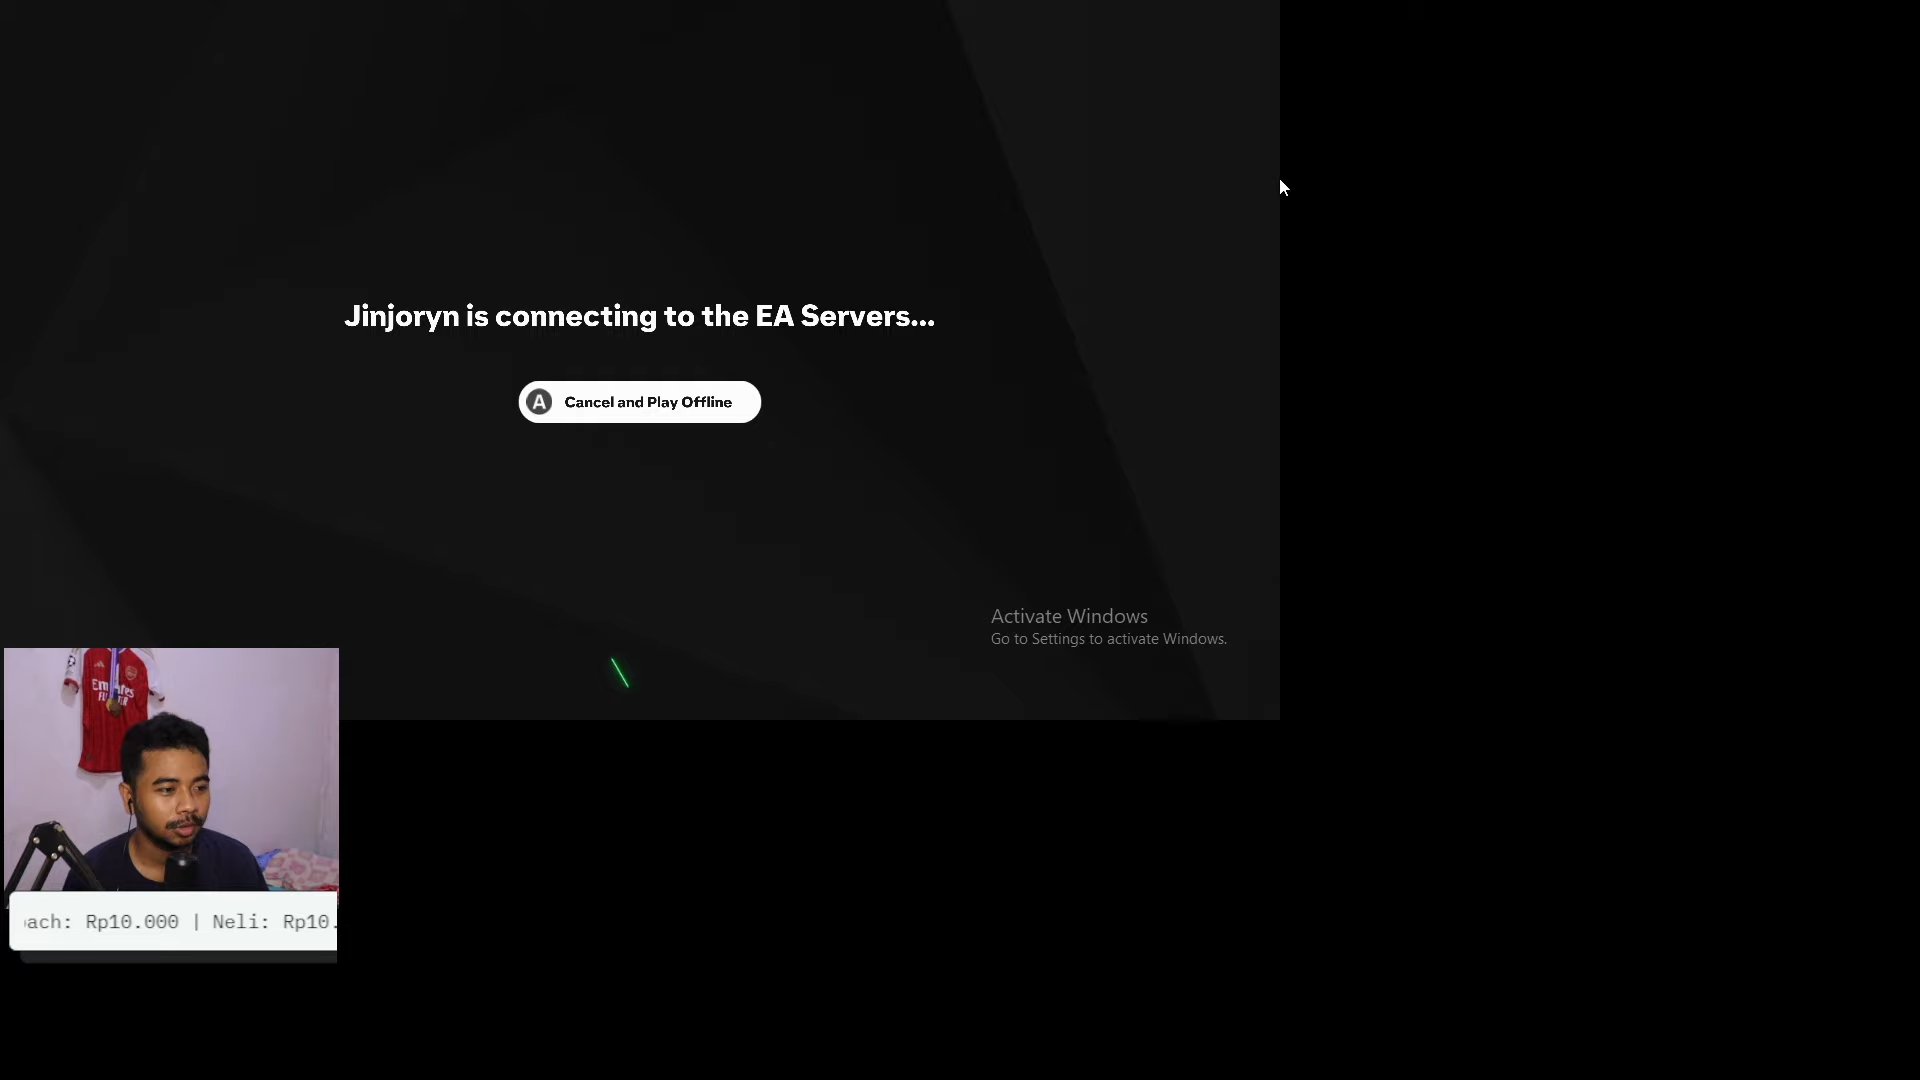 Jinjoryn is connecting to the EA Servers...
A Cancel and Play Offline
Activate Windows
Go to Settings to activate Windows.
Emirates
ach: Rp10.000 | Neli: Rp10.